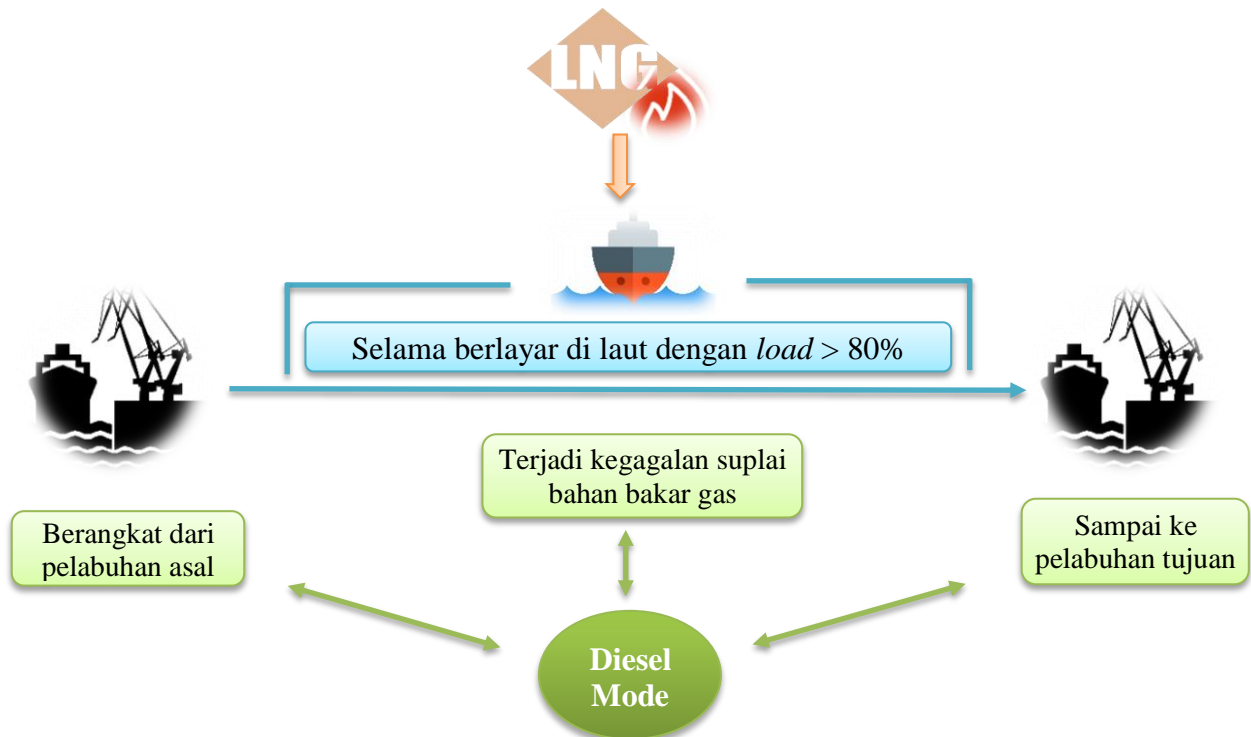 LNG
Selama berlayar di laut dengan load > 80%
Terjadi kegagalan suplai
bahan bakar gas
Berangkat dari
pelabuhan asal
Sampai ke
pelabuhan tujuan
Diesel
Mode